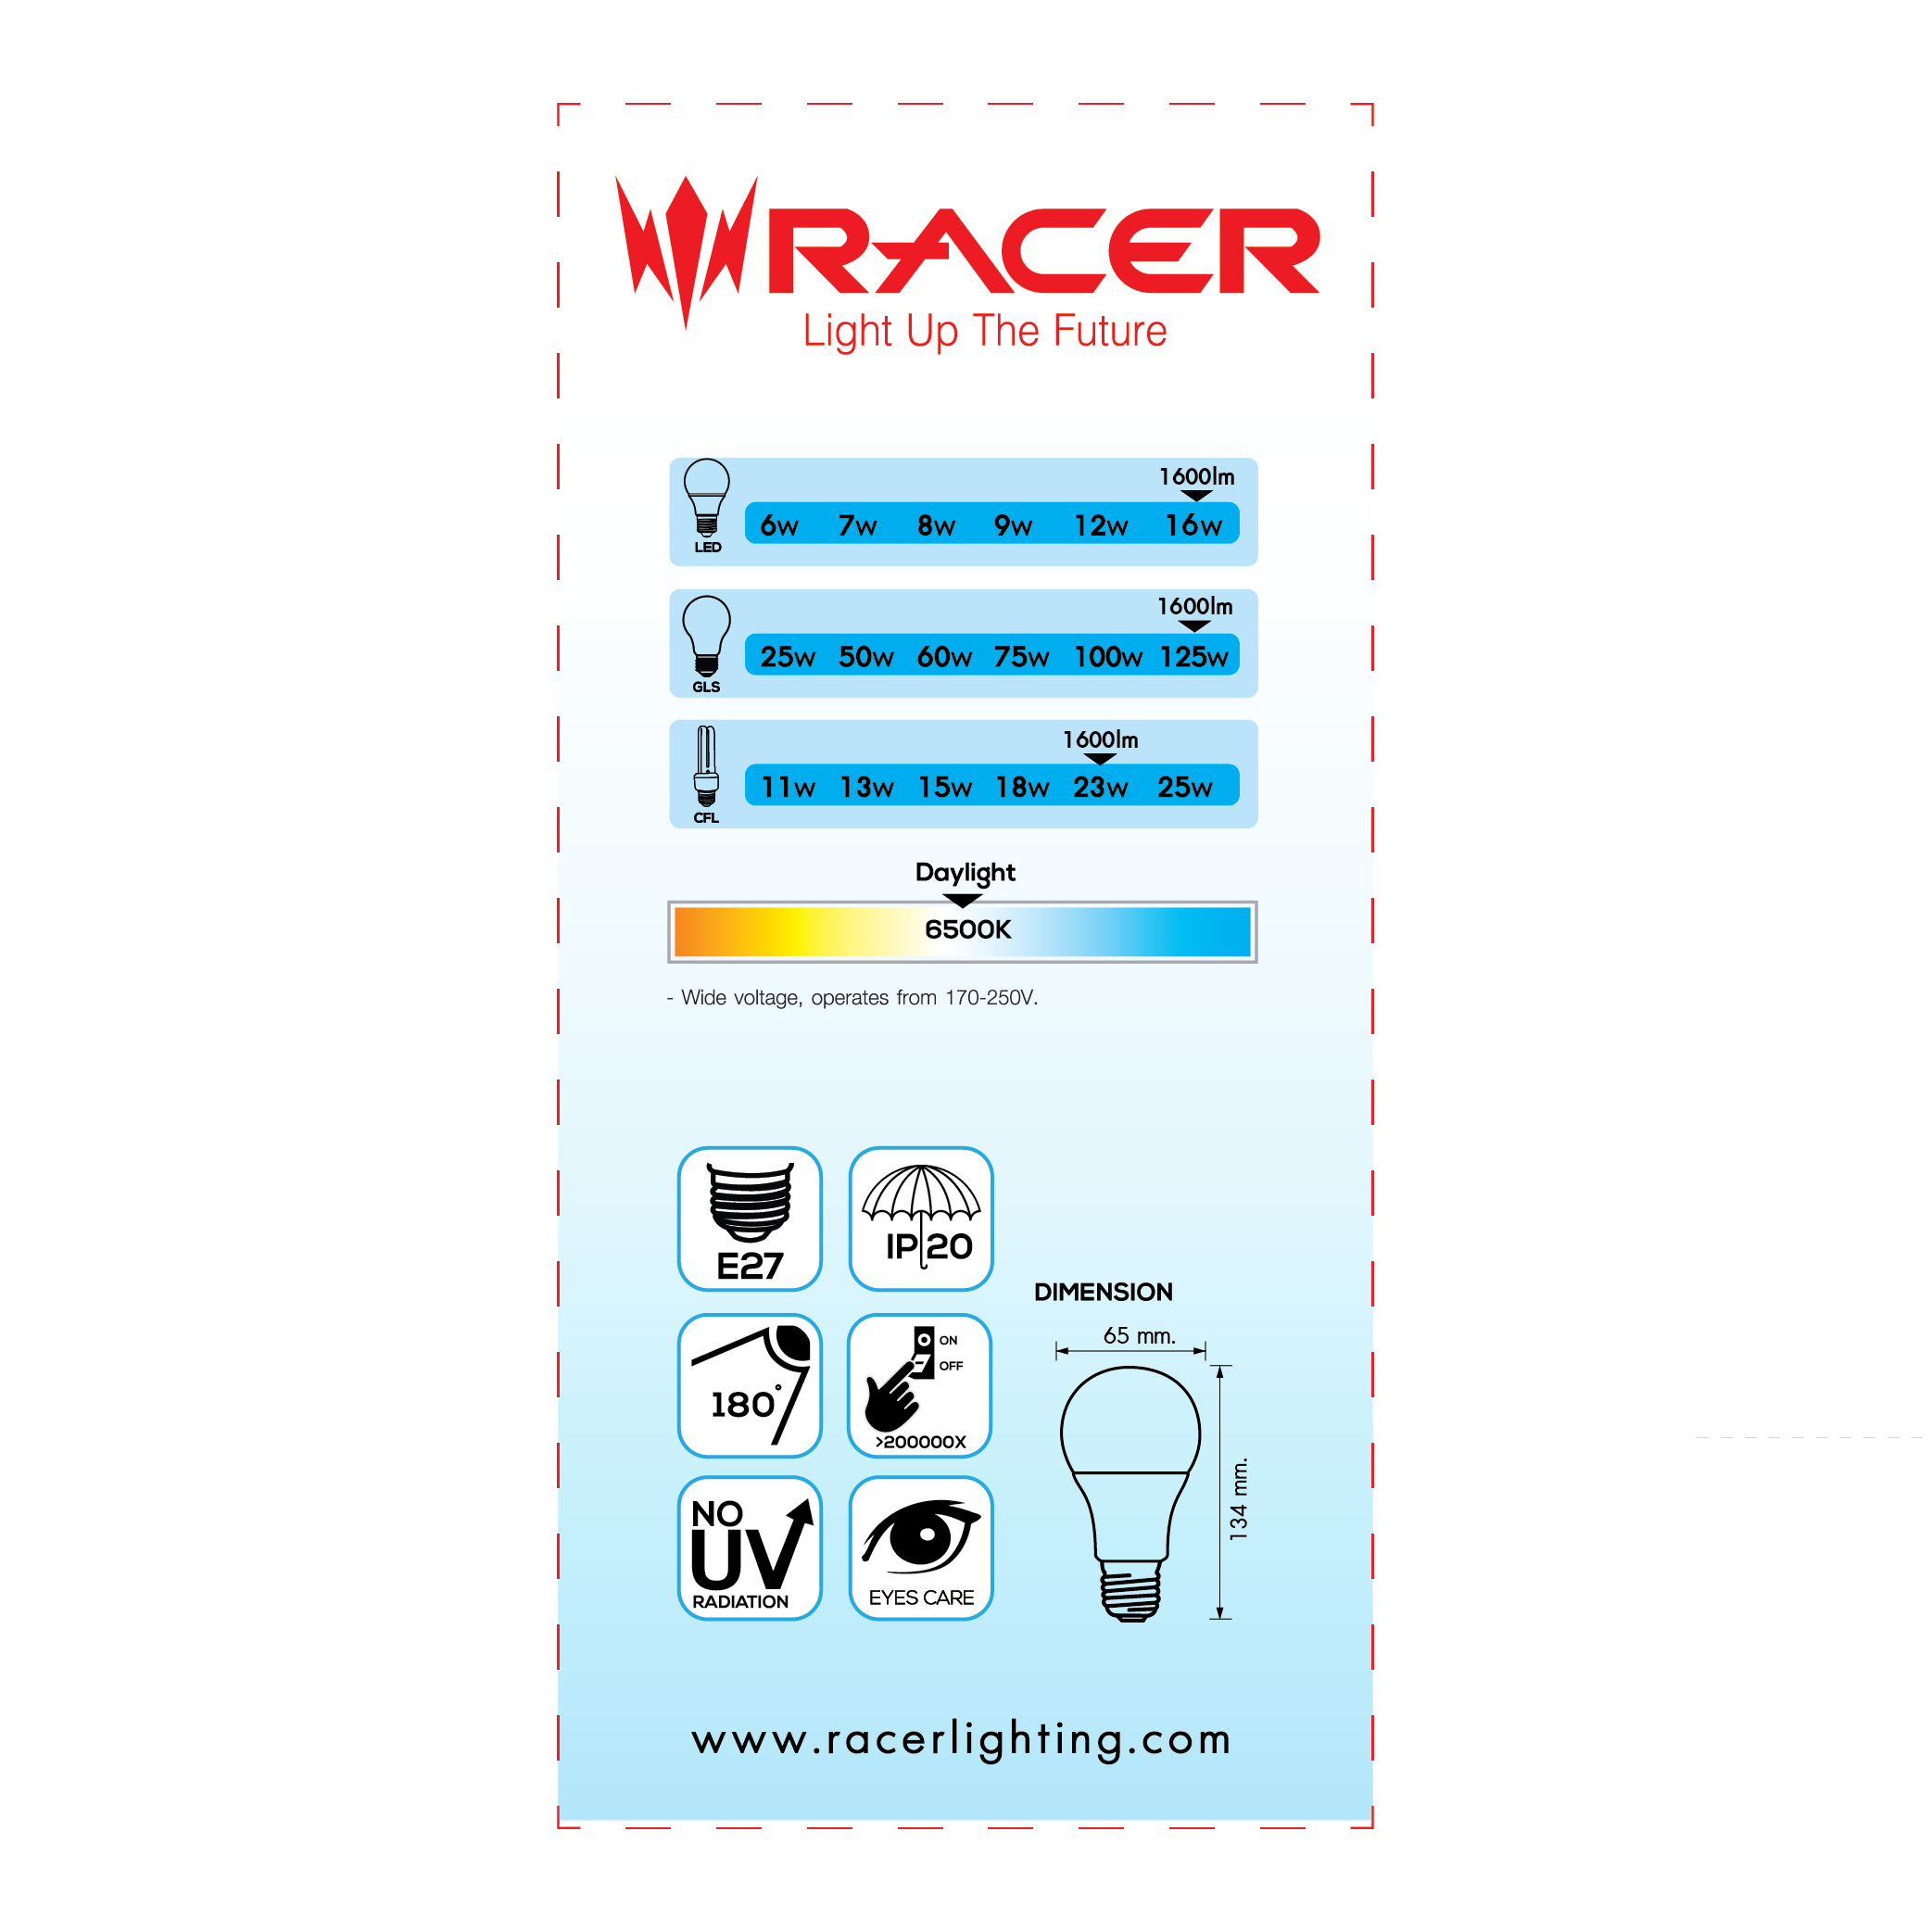 RACER
Light Up The Future
1600lm
6W 7W 8W 9W 12W 16W
LED
1600lm
25W 50W 60W 75W 100W 125W
GLS
1600lm
11W 13W 15W 18W 23W 25W
CFL
Daylight
6500K
- Wide voltage, operates from 170-250V.
E27
IP20
180°
ON
OFF
>200000X
NO
UV
RADIATION
EYES CARE
DIMENSION
65 mm.
134 mm.
www.racerlighting.com